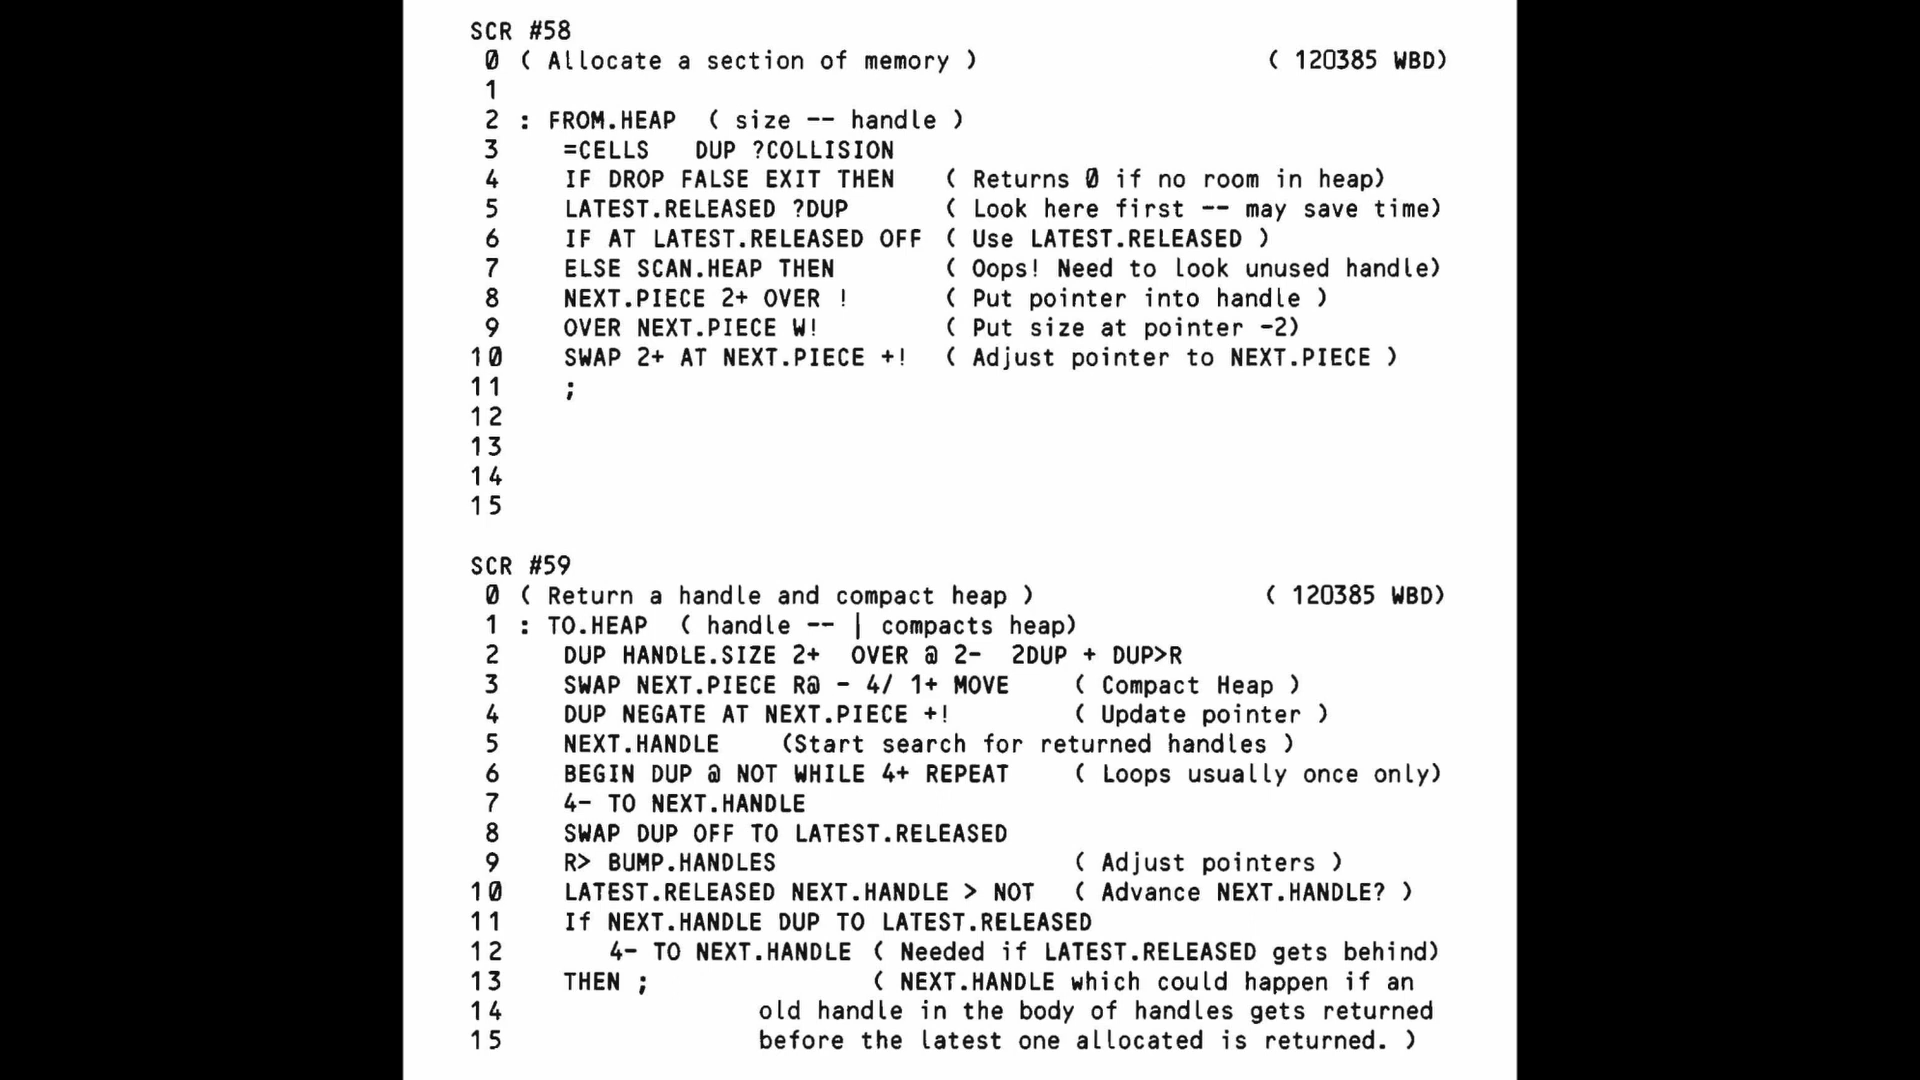 SCR #58
0 ( Allocate a section of memory ) ( 120385 WBD)
1
2 : FROM.HEAP ( size -- handle )
3 =CELLS DUP ?COLLISION
4 IF DROP FALSE EXIT THEN ( Returns 0 if no room in heap)
5 LATEST.RELEASED ?DUP ( Look here first -- may save time)
6 IF AT LATEST.RELEASED OFF ( Use LATEST.RELEASED )
7 ELSE SCAN.HEAP THEN ( Oops! Need to look unused handle)
8 NEXT.PIECE 2+ OVER ! ( Put pointer into handle )
9 OVER NEXT.PIECE W! ( Put size at pointer -2)
10 SWAP 2+ AT NEXT.PIECE +! ( Adjust pointer to NEXT.PIECE )
11 ;
12
13
14
15
SCR #59
0 ( Return a handle and compact heap ) ( 120385 WBD)
1 : TO.HEAP ( handle -- | compacts heap)
2 DUP HANDLE.SIZE 2+ OVER @ 2- 2DUP + DUP>R
3 SWAP NEXT.PIECE R@ - 4/ 1+ MOVE ( Compact Heap )
4 DUP NEGATE AT NEXT.PIECE +! ( Update pointer )
5 NEXT.HANDLE (Start search for returned handles )
6 BEGIN DUP @ NOT WHILE 4+ REPEAT ( Loops usually once only)
7 4- TO NEXT.HANDLE
8 SWAP DUP OFF TO LATEST.RELEASED
9 R> BUMP.HANDLES ( Adjust pointers )
10 LATEST.RELEASED NEXT.HANDLE > NOT ( Advance NEXT.HANDLE? )
11 If NEXT.HANDLE DUP TO LATEST.RELEASED
12 4- TO NEXT.HANDLE ( Needed if LATEST.RELEASED gets behind)
13 THEN ; ( NEXT.HANDLE which could happen if an
14 old handle in the body of handles gets returned
15 before the latest one allocated is returned. )